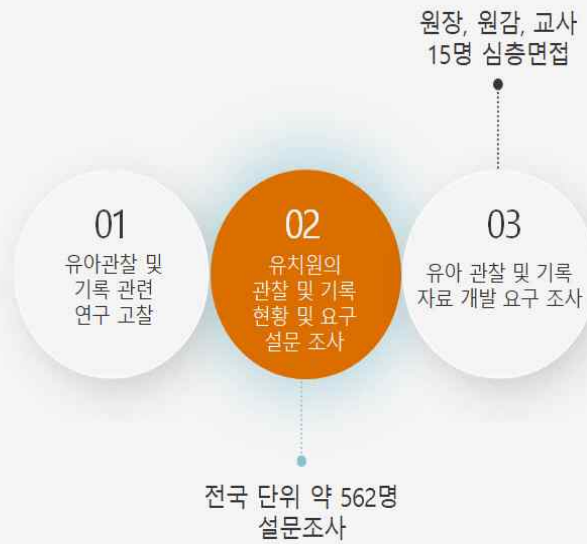 원장, 원감, 교사
15명 심층면접
01
유아관찰 및
기록 관련
연구 고찰
02
유치원의
관찰 및 기록
현황 및 요구
설문 조사
03
유아 관찰 및 기록
자료 개발 요구 조사
전국 단위 약 562명
설문조사